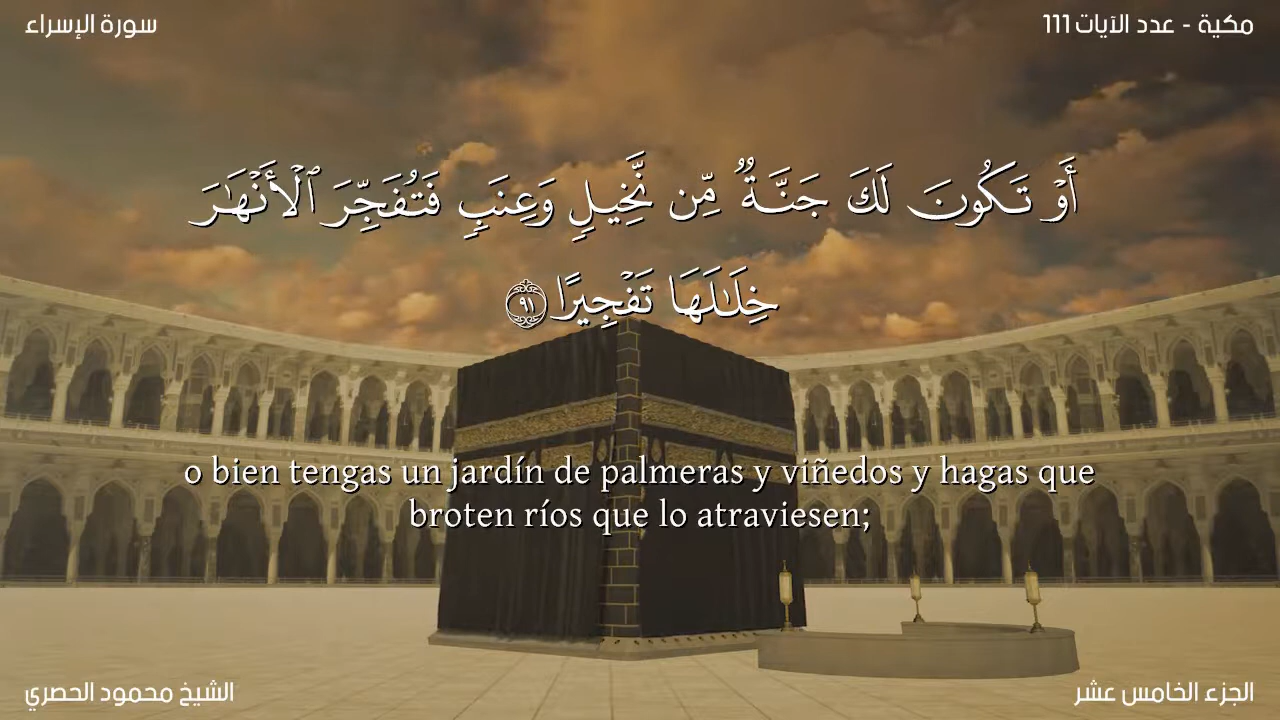 سورة الإسراء
مكية - عدد الآيات 111
أَوْ تَكُونَ لَكَ جَنَّةٌ مِّن نَّخِيلٍ وَعِنَبٍ فَتُفَجِّرَ ٱلْأَنْهَـٰرَ
خِلَـٰلَهَا تَفْجِيرًا ٩١
o bien tengas un jardín de palmeras y viñedos y hagas que
broten ríos que lo atraviesen;
الشيخ محمود الحصري
الجزء الخامس عشر